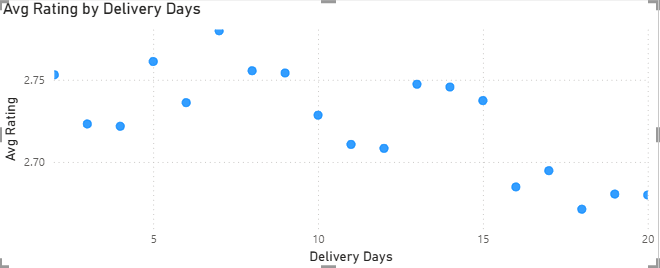 Avg Rating by Delivery Days
Avg Rating
2.75
2.70
5 10 15 20
Delivery Days